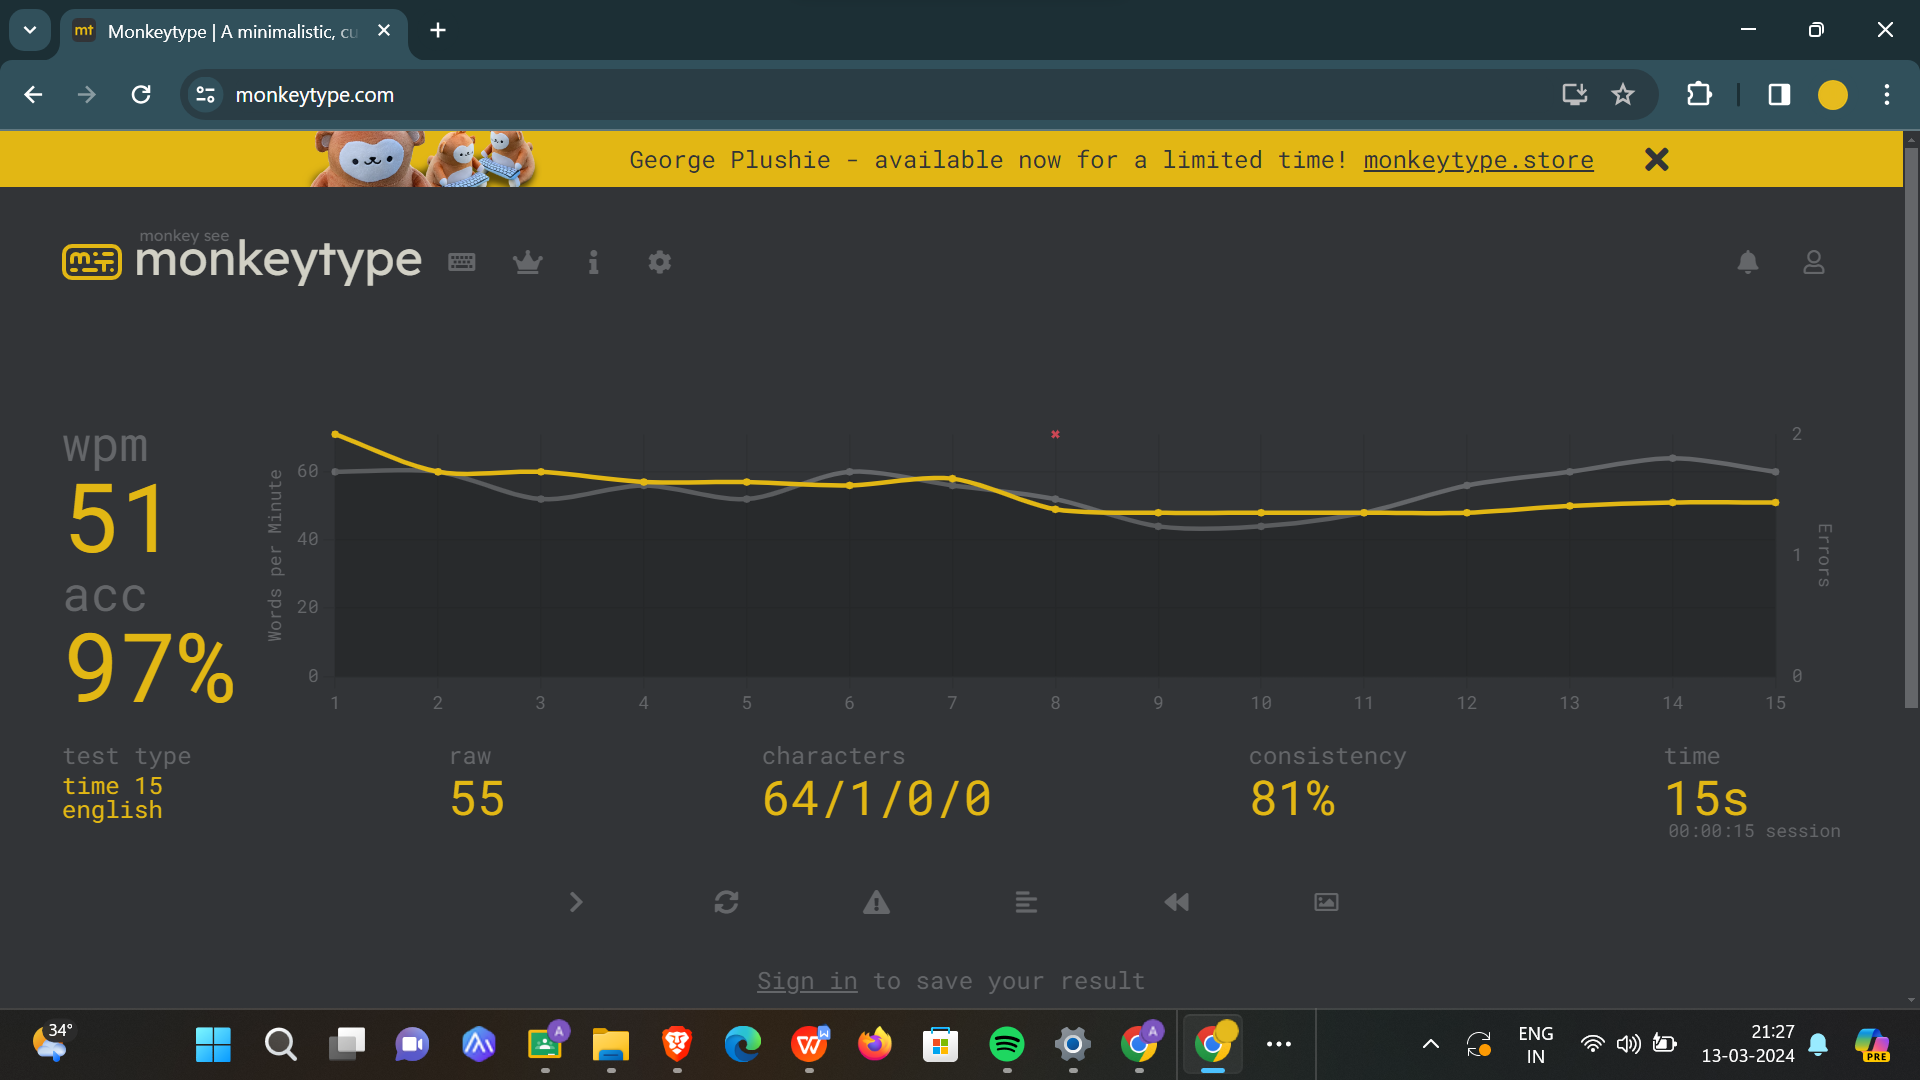 mt Monkeytype | A minimalistic, cu
monkeytype.com
George Plushie - available now for a limited time! monkeytype.store
monkey see
monkeytype
wpm
51
acc
97%
Words per Minute
60
40
20
0
1 2 3 4 5 6 7 8 9 10 11 12 13 14 15
2
1
0
Errors
test type
time 15
english
raw
55
characters
64/1/0/0
consistency
81%
time
15s
00:00:15 session
Sign in to save your result
34°
A
W
A
ENG
IN
21:27
13-03-2024
PRE